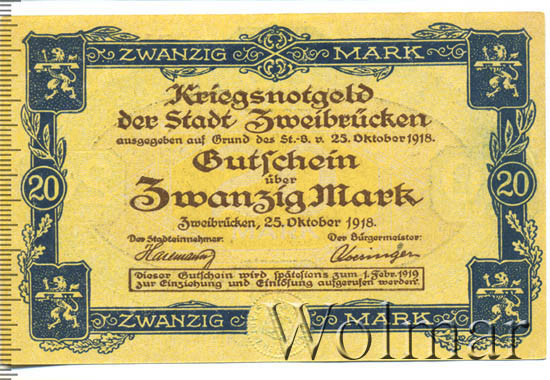 ZWANZIG MARK
Kriegsnotgeld
der Stadt Zweibrücken
ausgegeben auf Grund des St.-B. v. 25. Oktober 1918.
Gutschein
über
20 Zwanzig Mark 20
Zweibrücken, 25. Oktober 1918.
Der Stadteinnehmer: Der Bürgermeister:
Dieser Gutschein wird spätestens zum 1. Febr. 1919
zur Einziehung und Einlösung aufgerufen werden.
ZWANZIG MARK
Wolmar